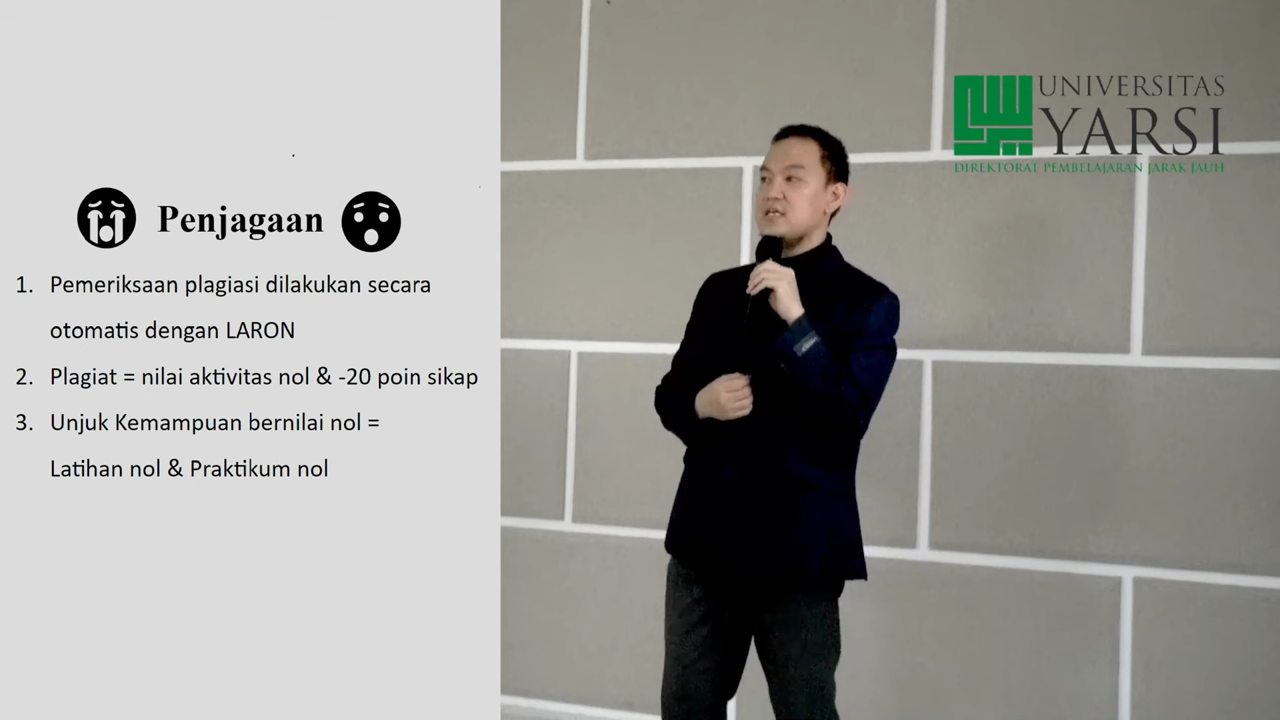 Penjagaan
1. Pemeriksaan plagiasi dilakukan secara
otomatis dengan LARON
2. Plagiat = nilai aktivitas nol & -20 poin sikap
3. Unjuk Kemampuan bernilai nol =
Latihan nol & Praktikum nol
UNIVERSITAS
YARSI
DIREKTORAT PEMBELAJARAN JARAK JAUH